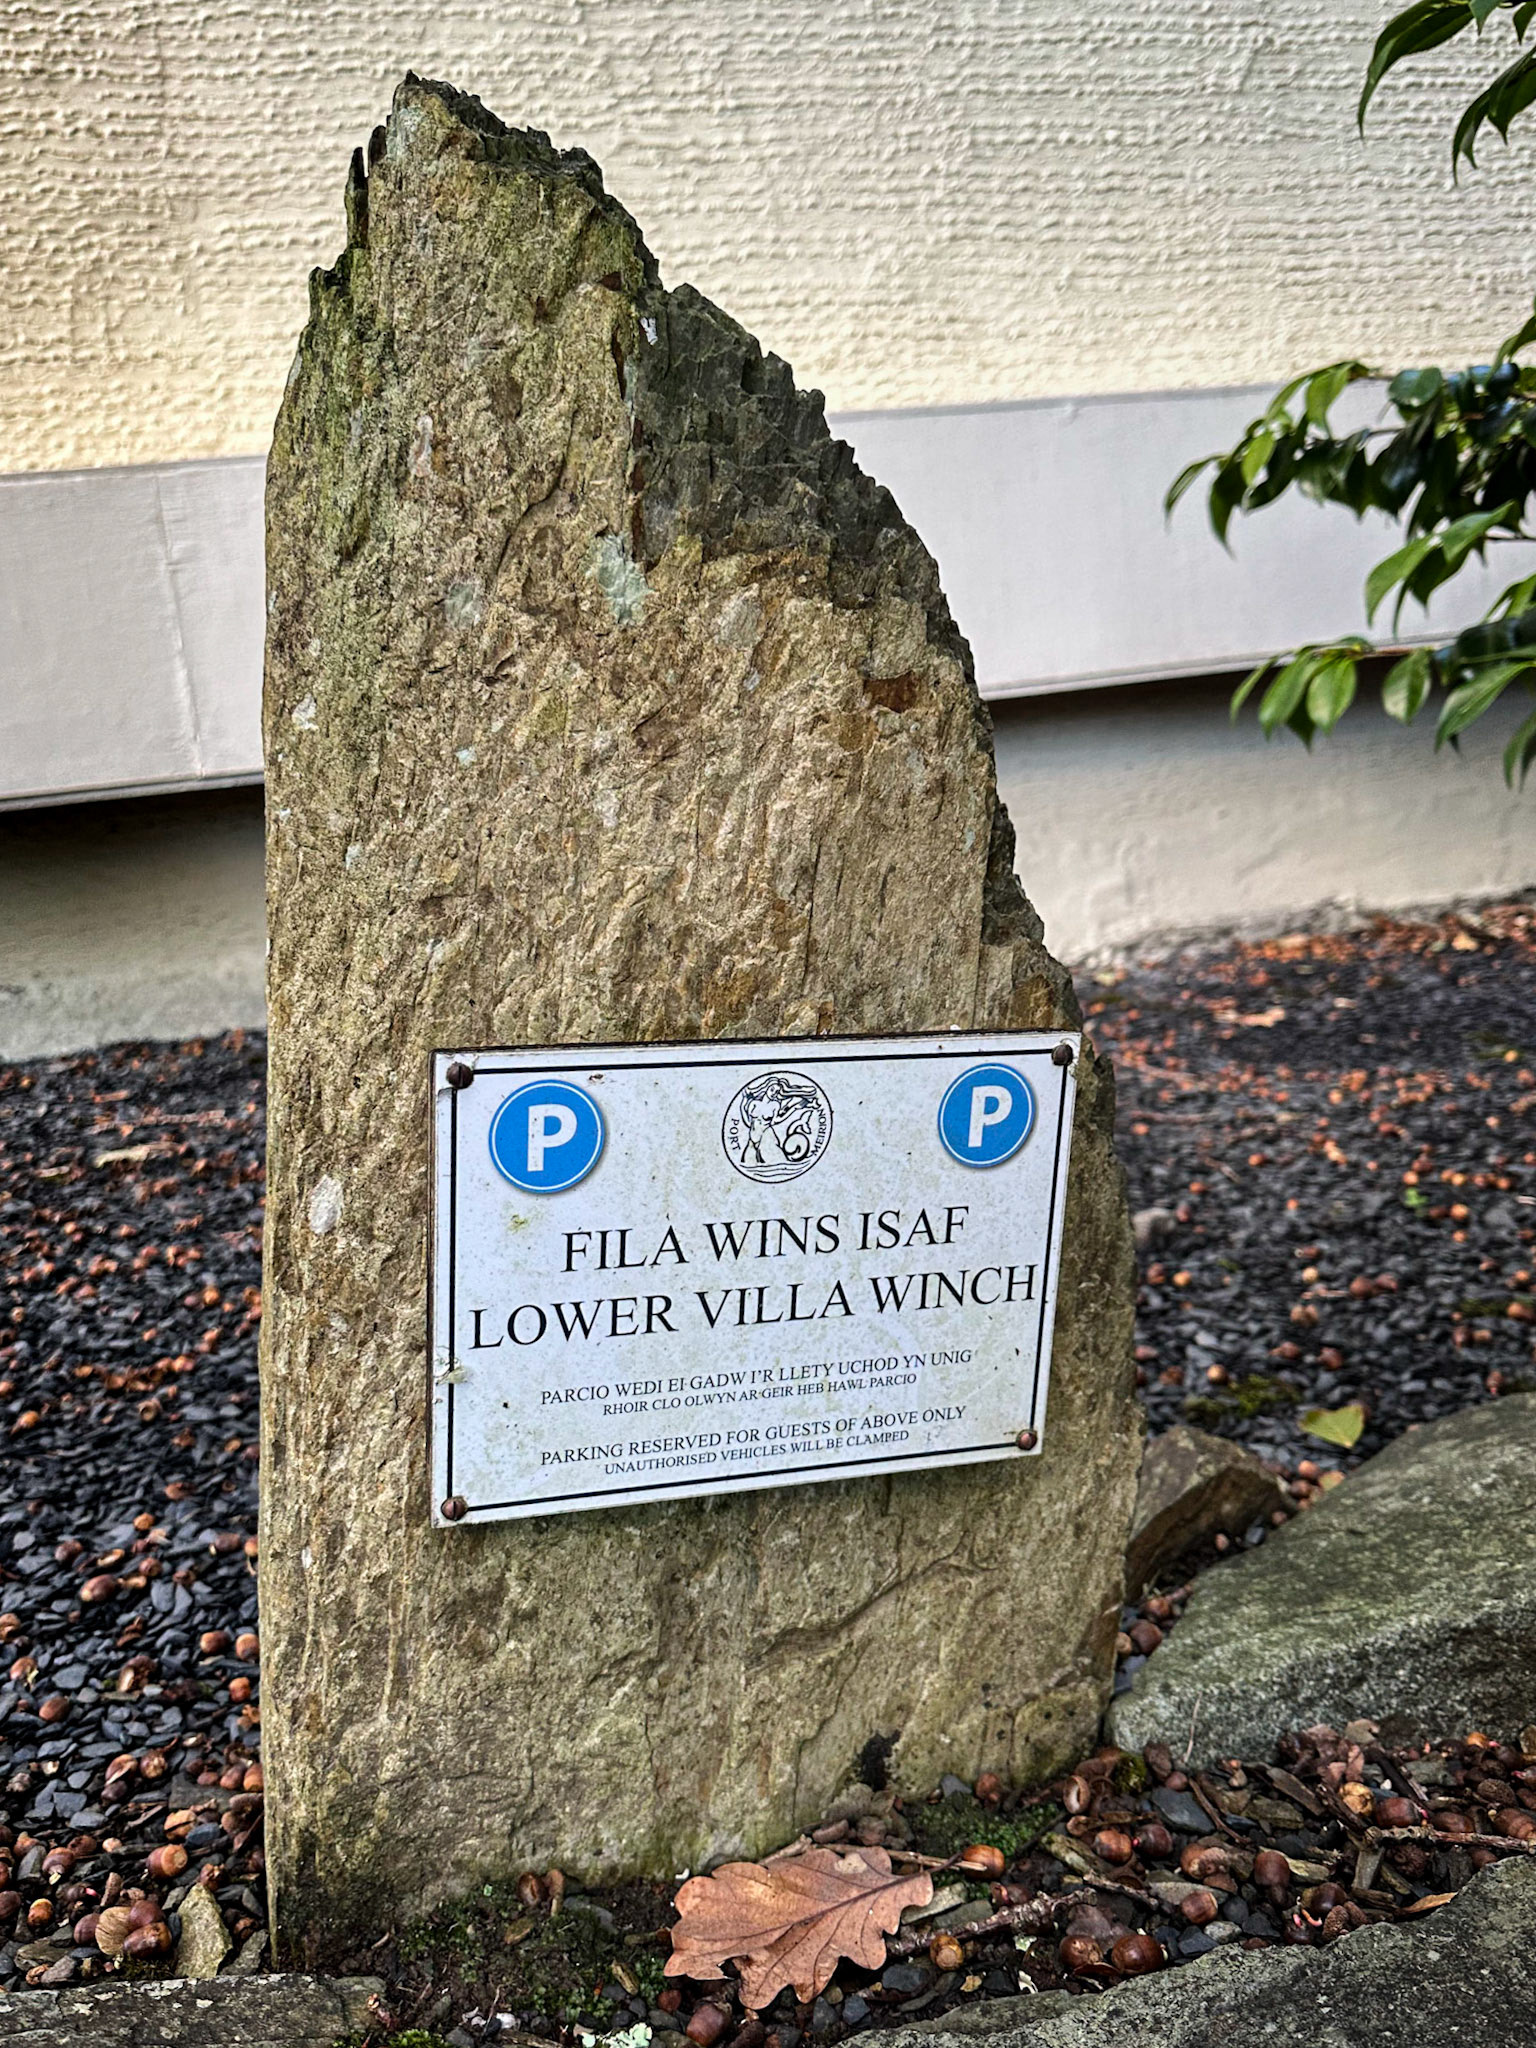 P P
PORT MEIRION
FILA WINS ISAF
LOWER VILLA WINCH
PARCIO WEDI EI GADW I'R LLETY UCHOD YN UNIG
RHOIR CLO OLWYN AR GEIR HEB HAWL PARCIO
PARKING RESERVED FOR GUESTS OF ABOVE ONLY
UNAUTHORISED VEHICLES WILL BE CLAMPED